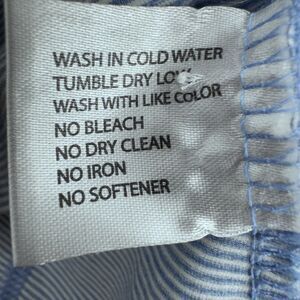 WASH IN COLD WATER
TUMBLE DRY LOW
WASH WITH LIKE COLOR
NO BLEACH
NO DRY CLEAN
NO IRON
NO SOFTENER